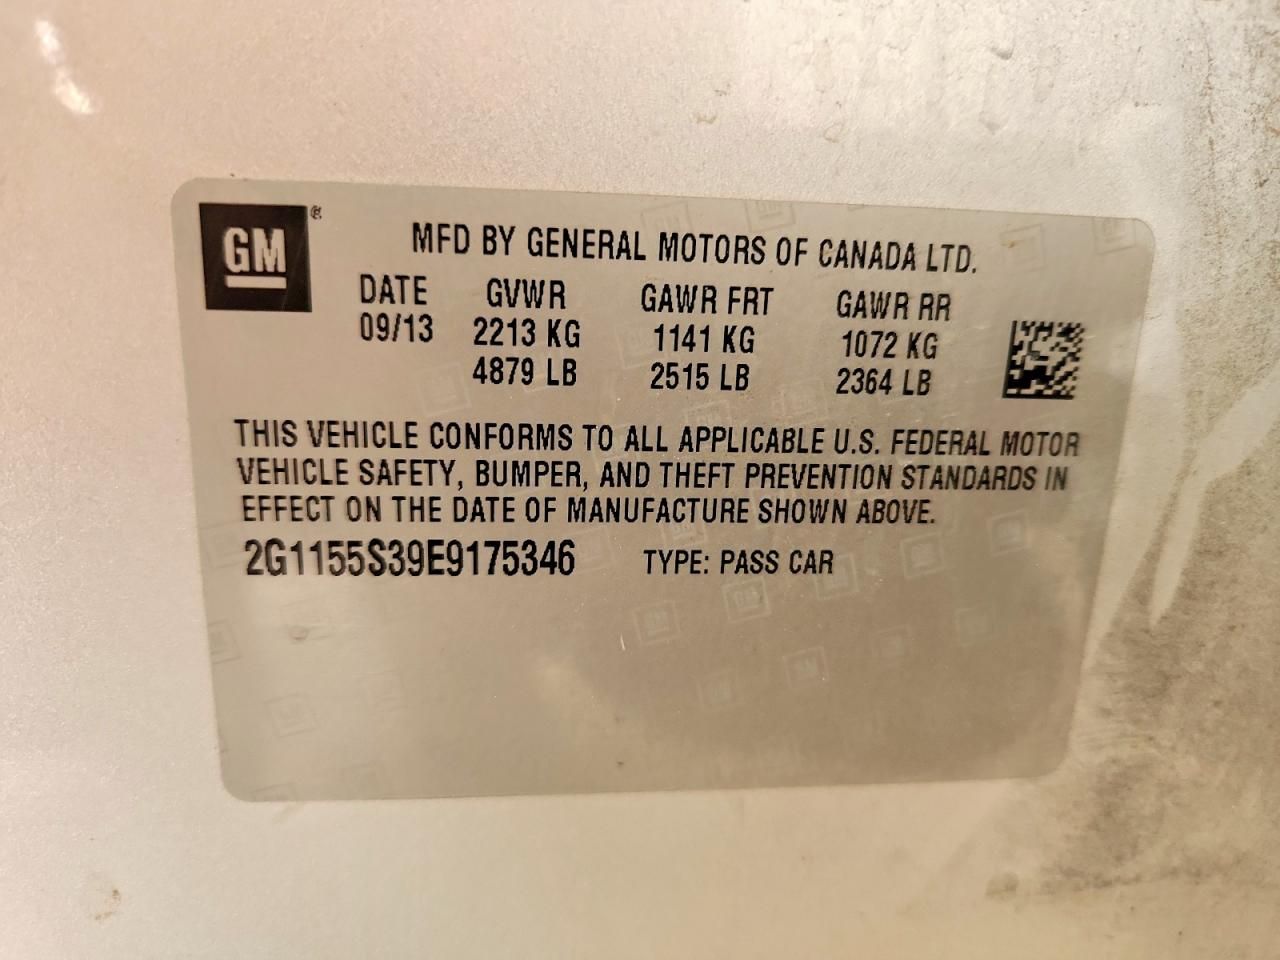 GM®
MFD BY GENERAL MOTORS OF CANADA LTD.
DATE GVWR GAWR FRT GAWR RR
09/13 2213 KG 1141 KG 1072 KG
4879 LB 2515 LB 2364 LB
THIS VEHICLE CONFORMS TO ALL APPLICABLE U.S. FEDERAL MOTOR
VEHICLE SAFETY, BUMPER, AND THEFT PREVENTION STANDARDS IN
EFFECT ON THE DATE OF MANUFACTURE SHOWN ABOVE.
2G1155S39E9175346 TYPE: PASS CAR